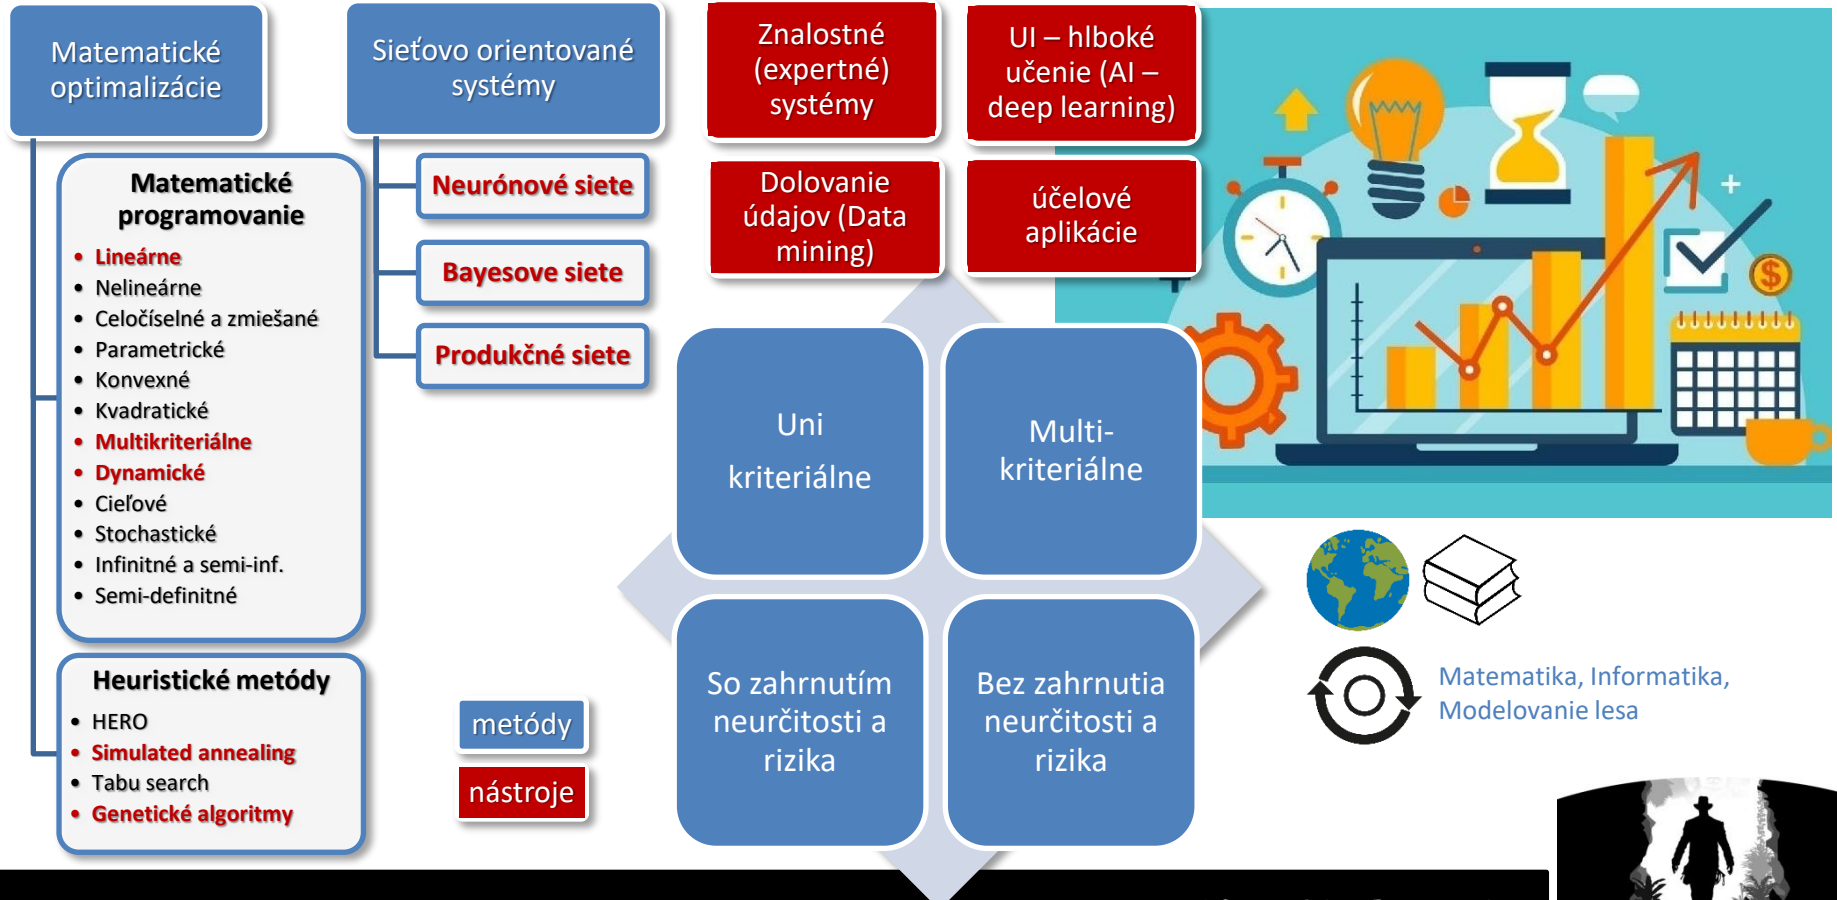 Matematické
optimalizácie
Matematické
programovanie
• Lineárne
• Nelineárne
• Celočíselné a zmiešané
• Parametrické
• Konvexné
• Kvadratické
• Multikriteriálne
• Dynamické
• Cieľové
• Stochastické
• Infinitné a semi-inf.
• Semi-definitné
Heuristické metódy
• HERO
• Simulated annealing
• Tabu search
• Genetické algoritmy
Sieťovo orientované
systémy
Neurónové siete
Bayesove siete
Produkčné siete
metódy
nástroje
Znalostné
(expertné)
systémy
UI – hlboké
učenie (AI –
deep learning)
Dolovanie
údajov (Data
mining)
účelové
aplikácie
Uni
kriteriálne
Multi-
kriteriálne
So zahrnutím
neurčitosti a
rizika
Bez zahrnutia
neurčitosti a
rizika
Matematika, Informatika,
Modelovanie lesa